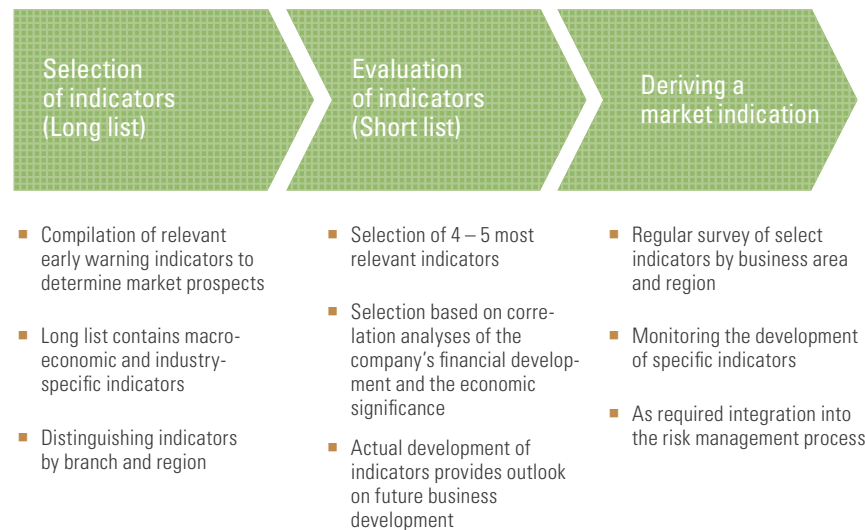 Selection
of indicators
(Long list)
Evaluation
of indicators
(Short list)
Deriving a
market indication
Compilation of relevant
early warning indicators to
determine market prospects
Long list contains macro-
economic and industry-
specific indicators
Distinguishing indicators
by branch and region
Selection of 4 – 5 most
relevant indicators
Selection based on corre-
lation analyses of the
company's financial develop-
ment and the economic
significance
Actual development of
indicators provides outlook
on future business
development
Regular survey of select
indicators by business area
and region
Monitoring the development
of specific indicators
As required integration into
the risk management process